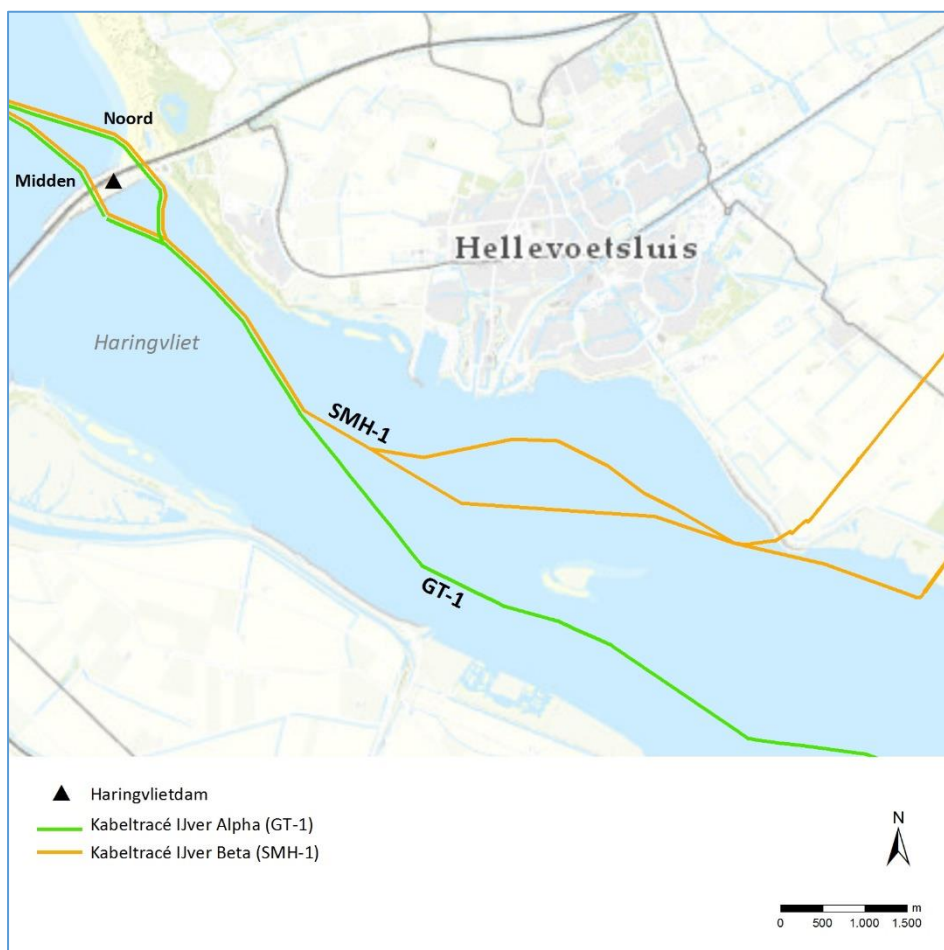 Noord
Midden
Hellevoetsluis
Haringvliet
SMH-1
GT-1
Haringvlietdam
Kabeltracé IJver Alpha (GT-1)
Kabeltracé IJver Beta (SMH-1)
N
m
0 500 1.000 1.500